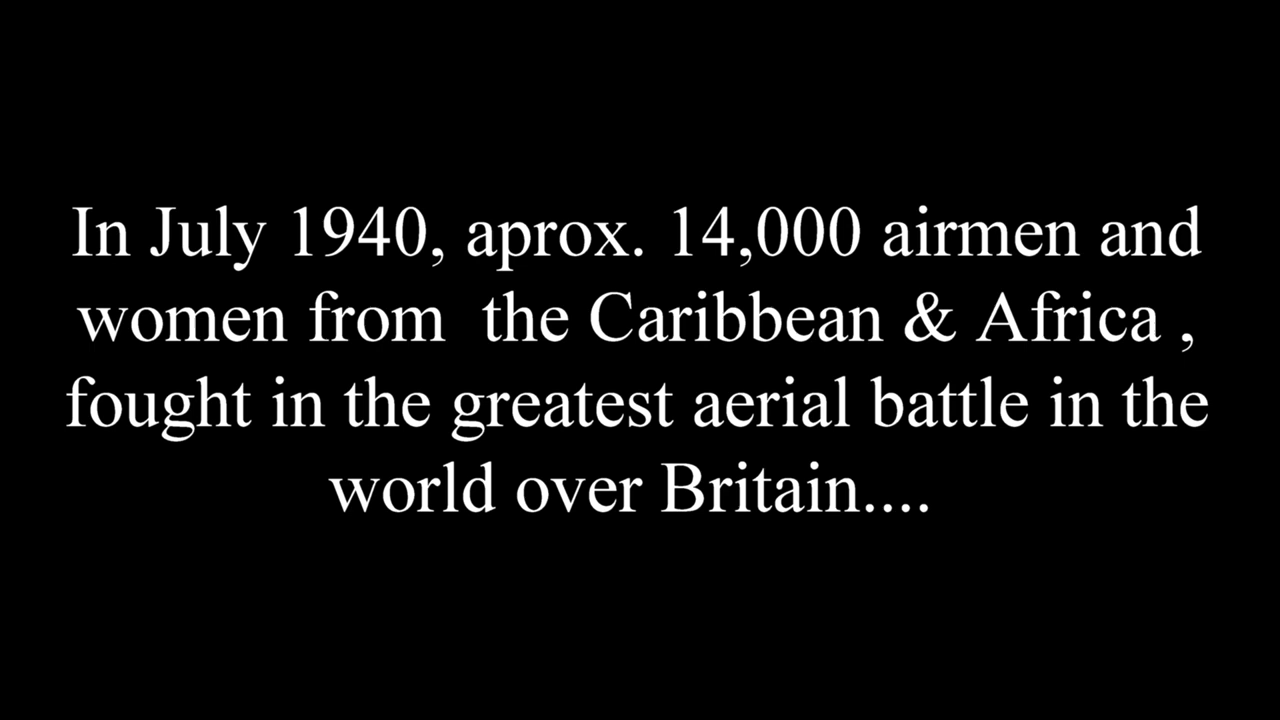 In July 1940, aprox. 14,000 airmen and
women from  the Caribbean & Africa ,
fought in the greatest aerial battle in the
world over Britain....